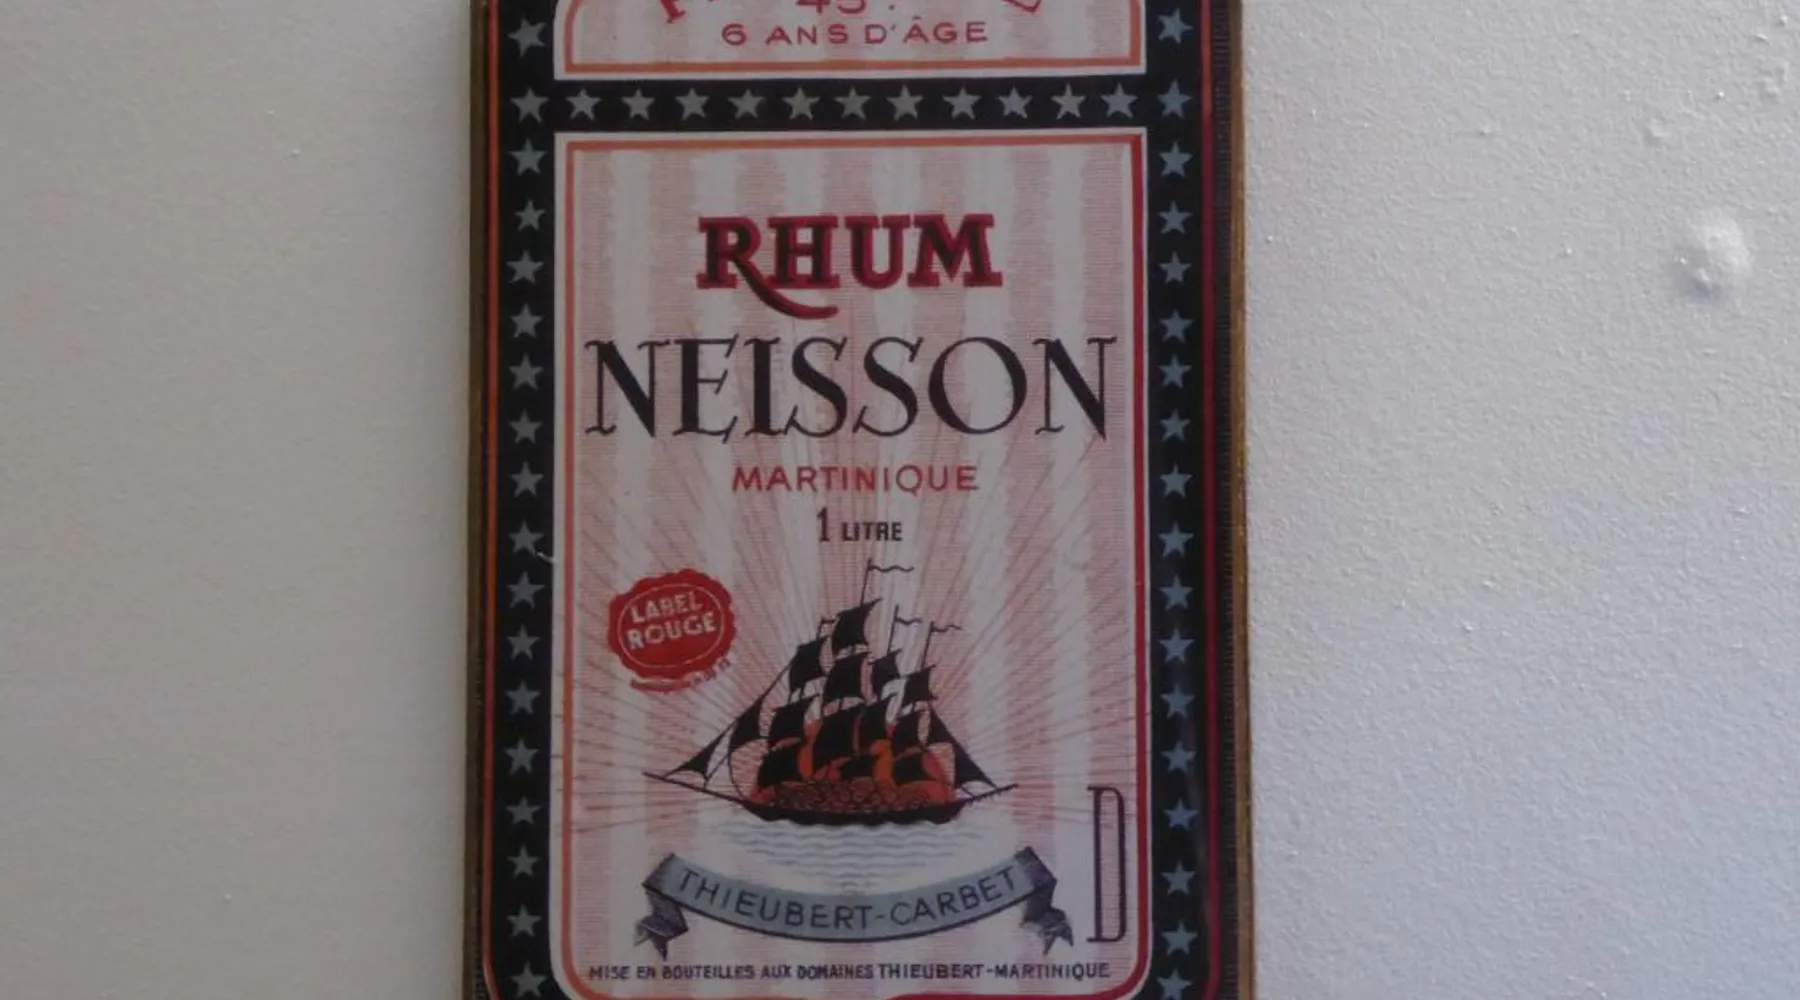 45°
6 ANS D'ÂGE
RHUM
NEISSON
MARTINIQUE
1 LITRE
LABEL
ROUGE
THIEUBERT-CARBET
D
MISE EN BOUTEILLES AUX DOMAINES THIEUBERT-MARTINIQUE